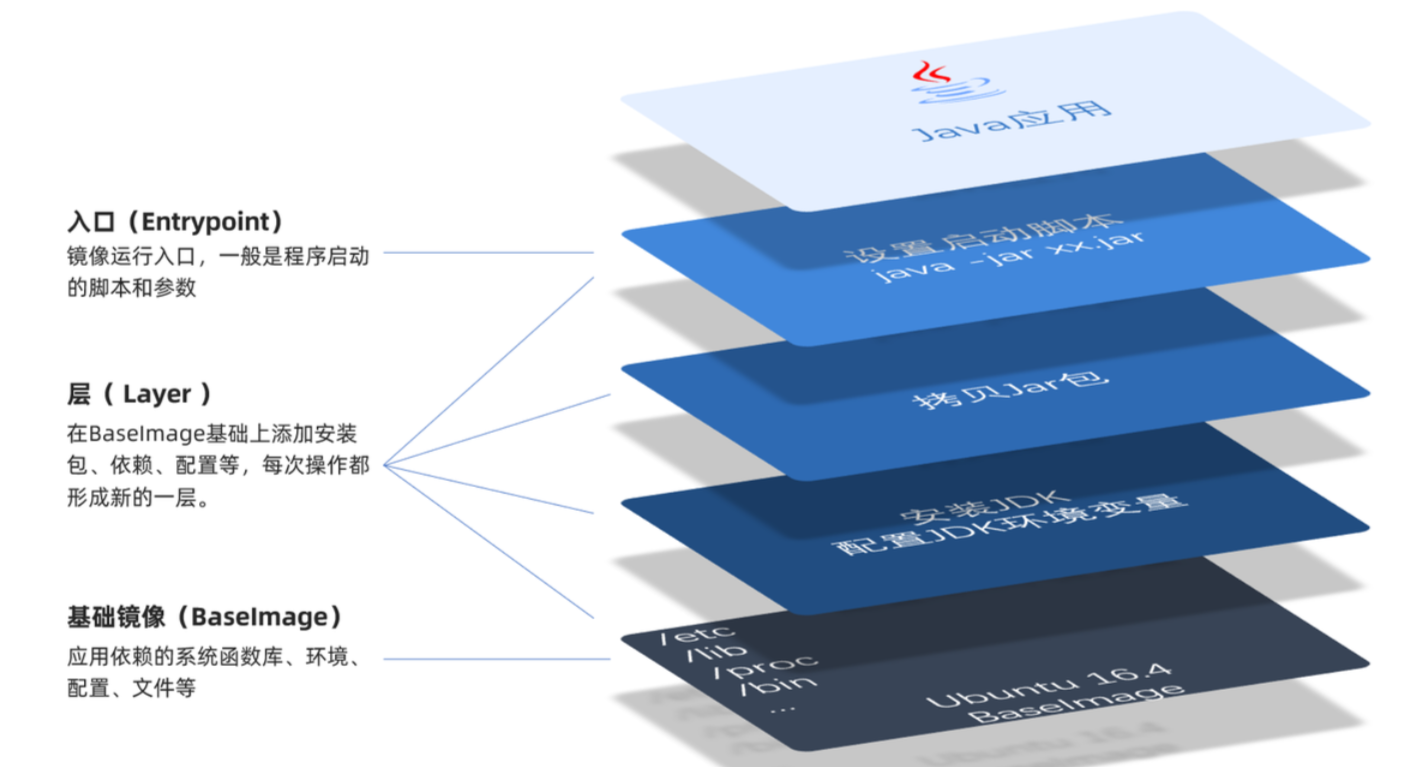 Java应用
设置启动脚本
java -jar xx.jar
入口（Entrypoint）
镜像运行入口，一般是程序启动
的脚本和参数
拷贝Jar包
层（ Layer ）
在BaseImage基础上添加安装
包、依赖、配置等，每次操作都
形成新的一层。
安装JDK
配置JDK环境变量
基础镜像（BaseImage）
应用依赖的系统函数库、环境、
配置、文件等
/etc
/lib
/proc
/bin
...
Ubuntu 16.4
BaseImage